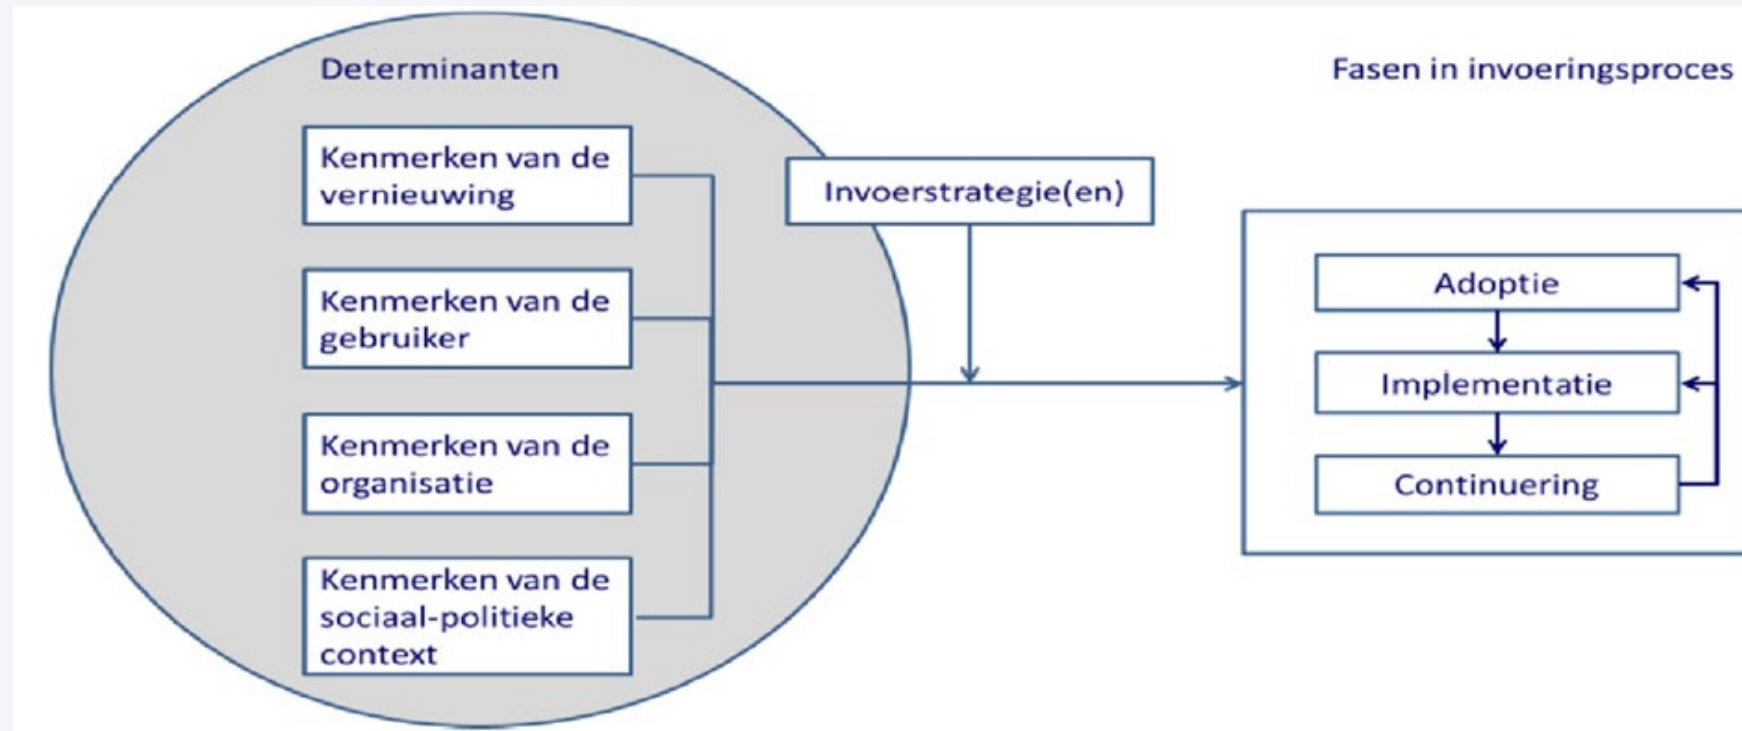 Determinanten
Kenmerken van de
vernieuwing
Kenmerken van de
gebruiker
Kenmerken van de
organisatie
Kenmerken van de
sociaal-politieke
context
Invoerstrategie(en)
Fasen in invoeringsproces
Adoptie
Implementatie
Continuering